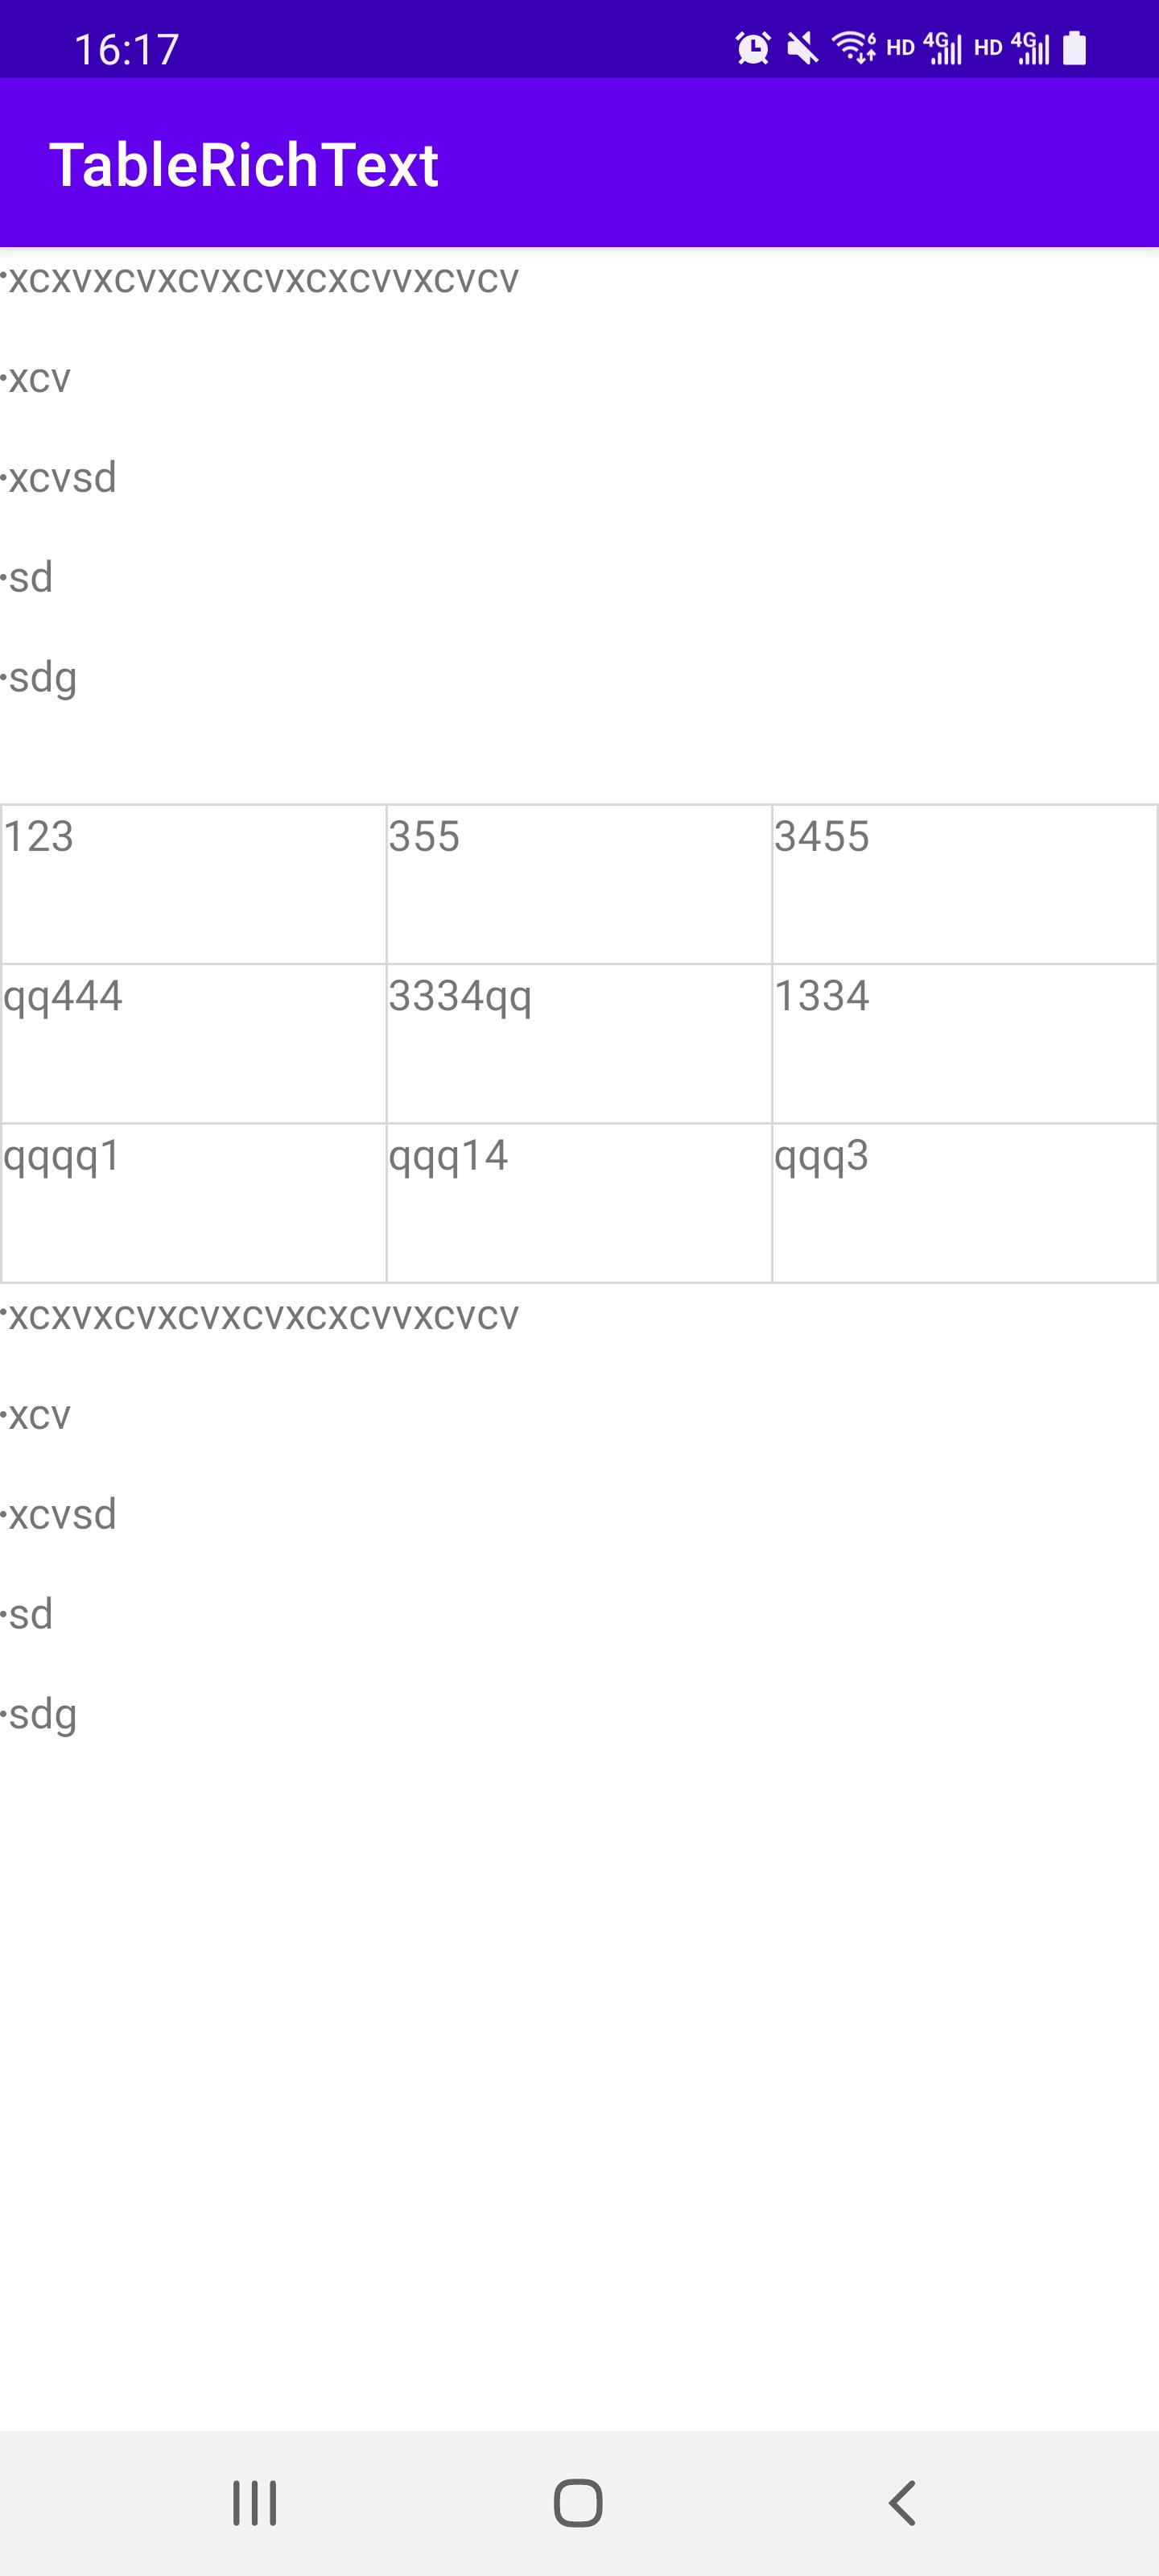 16:17 6 HD 4G HD 4G
TableRichText
•xcxvxcvxcvxcvxcxcvvxcvcv
•xcv
•xcvsd
•sd
•sdg
123 355 3455
qq444 3334qq 1334
qqqq1 qqq14 qqq3
•xcxvxcvxcvxcvxcxcvvxcvcv
•xcv
•xcvsd
•sd
•sdg